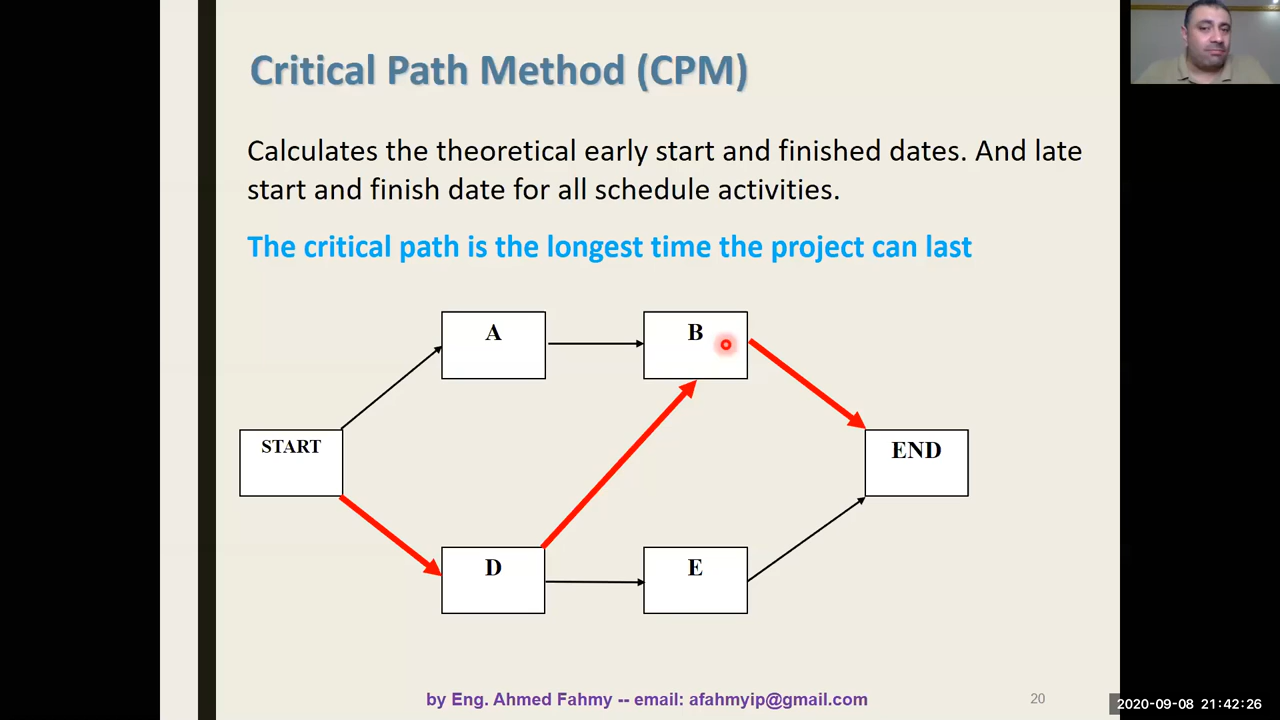 Critical Path Method (CPM)
Calculates the theoretical early start and finished dates. And late
start and finish date for all schedule activities.
The critical path is the longest time the project can last
A
B
START
END
D
E
by Eng. Ahmed Fahmy -- email: afahmyip@gmail.com
20
2020-09-08 21:42:26